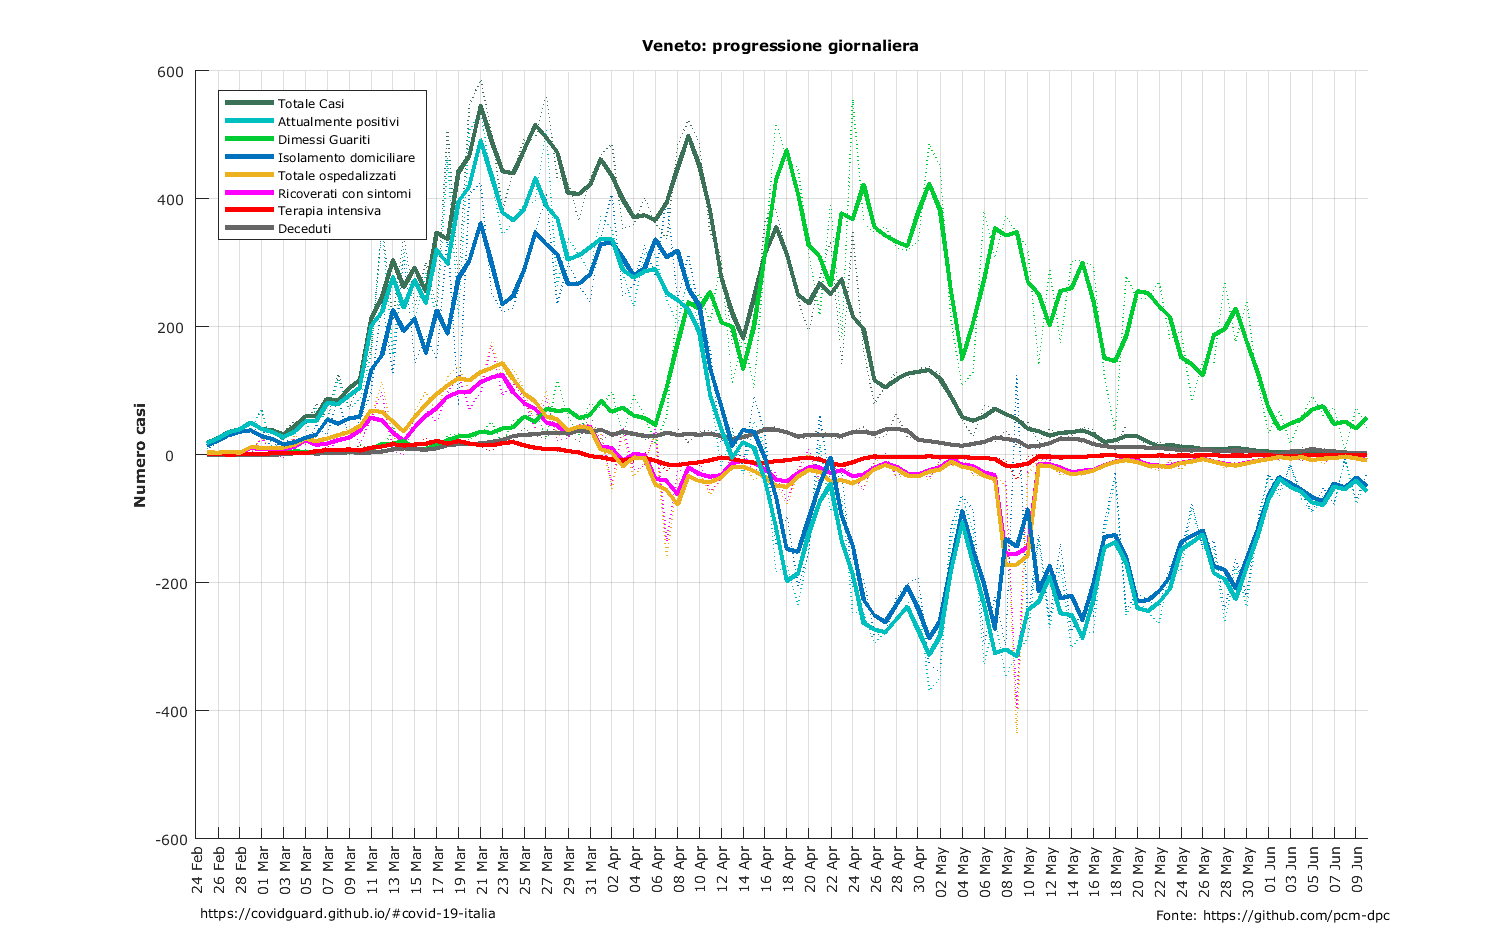 Veneto: progressione giornaliera
600
400
200
0
-200
-400
-600
Numero casi
Totale Casi
Attualmente positivi
Dimessi Guariti
Isolamento domiciliare
Totale ospedalizzati
Ricoverati con sintomi
Terapia intensiva
Deceduti
24 Feb
26 Feb
28 Feb
01 Mar
03 Mar
05 Mar
07 Mar
09 Mar
11 Mar
13 Mar
15 Mar
17 Mar
19 Mar
21 Mar
23 Mar
25 Mar
27 Mar
29 Mar
31 Mar
02 Apr
04 Apr
06 Apr
08 Apr
10 Apr
12 Apr
14 Apr
16 Apr
18 Apr
20 Apr
22 Apr
24 Apr
26 Apr
28 Apr
30 Apr
02 May
04 May
06 May
08 May
10 May
12 May
14 May
16 May
18 May
20 May
22 May
24 May
26 May
28 May
30 May
01 Jun
03 Jun
05 Jun
07 Jun
09 Jun
https://covidguard.github.io/#covid-19-italia
Fonte: https://github.com/pcm-dpc